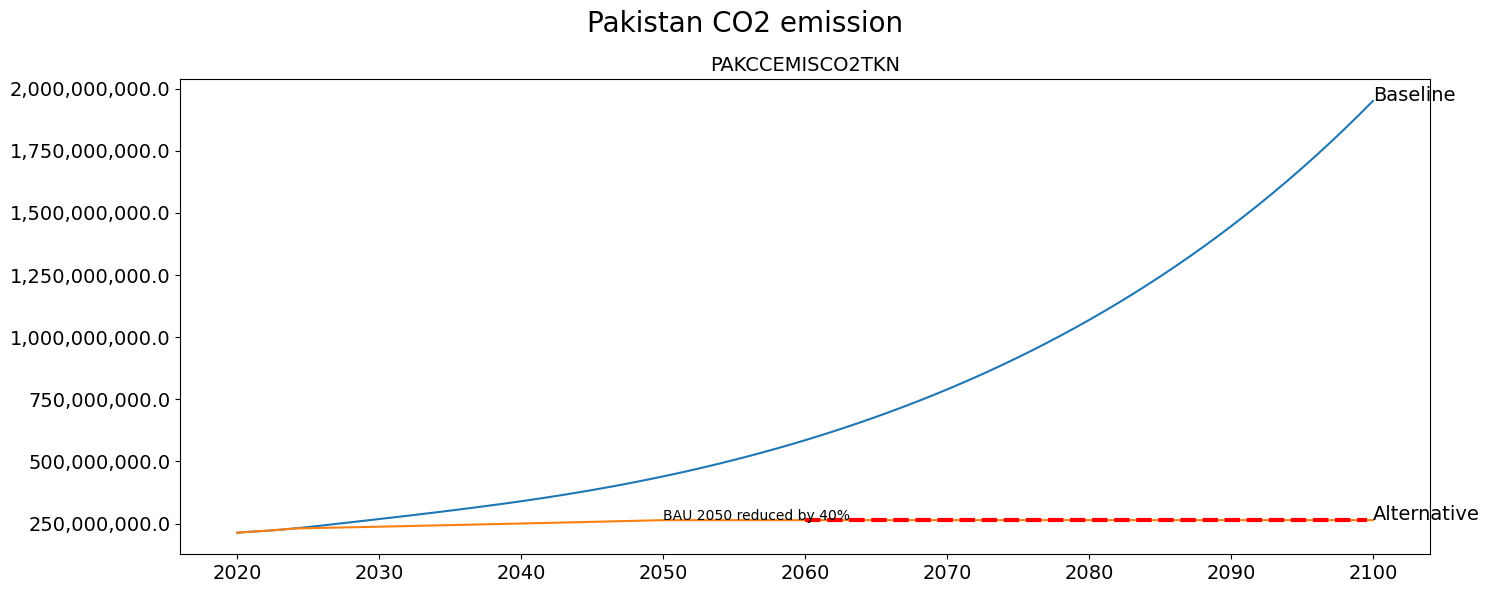 Pakistan CO2 emission
PAKCCEMISCO2TKN
2,000,000,000.0
1,750,000,000.0
1,500,000,000.0
1,250,000,000.0
1,000,000,000.0
750,000,000.0
500,000,000.0
250,000,000.0
Baseline
BAU 2050 reduced by 40%
Alternative
2020 2030 2040 2050 2060 2070 2080 2090 2100